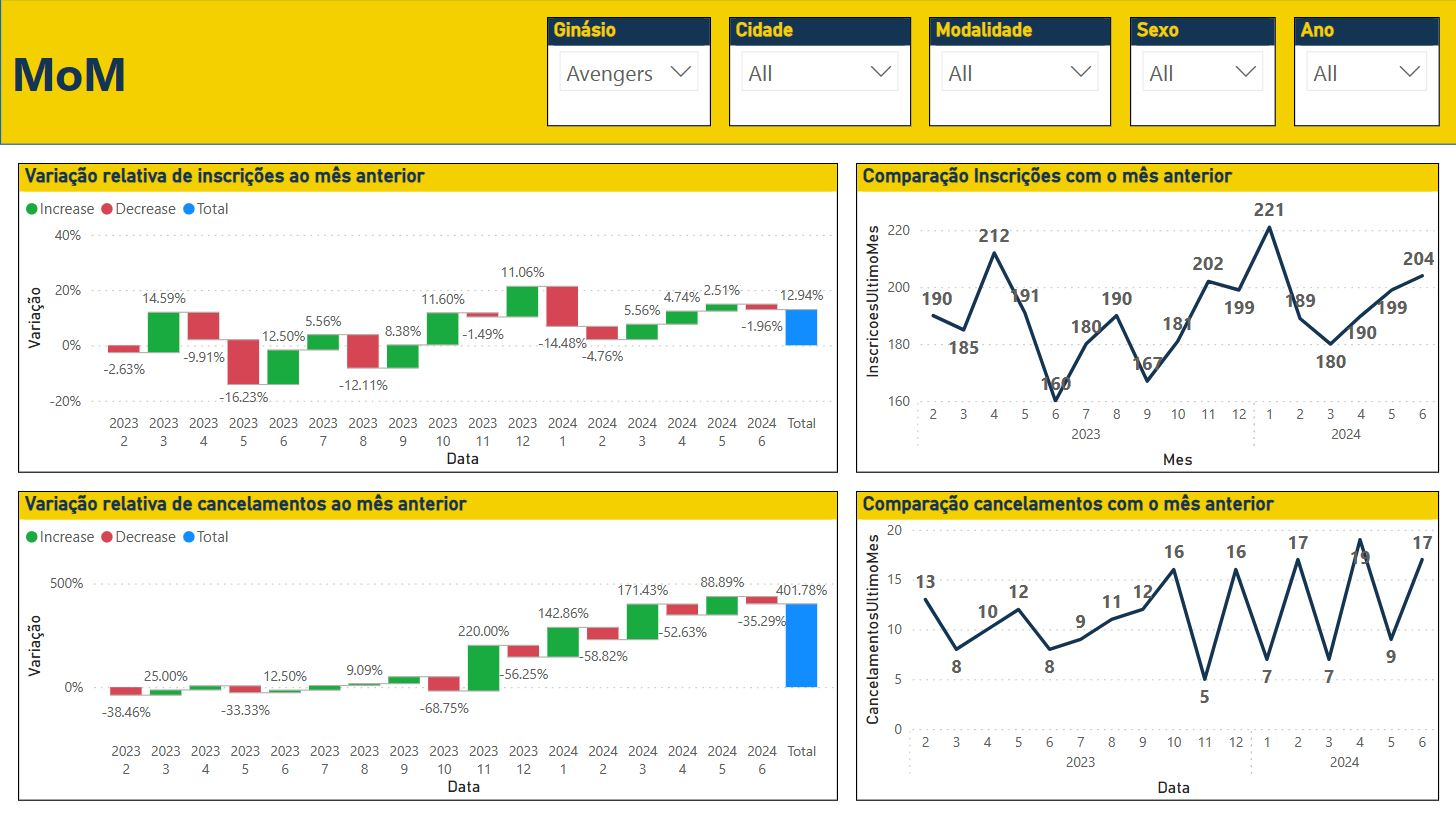 MoM
Ginásio
Avengers
Cidade
All
Modalidade
All
Sexo
All
Ano
All
Variação relativa de inscrições ao mês anterior
Increase Decrease Total
Variação
40%
20%
0%
-20%
-2.63%
14.59%
-9.91%
-16.23%
12.50%
5.56%
-12.11%
8.38%
11.60%
-1.49%
11.06%
-14.48%
-4.76%
5.56%
4.74%
2.51%
-1.96%
12.94%
2023 2023 2023 2023 2023 2023 2023 2023 2023 2023 2023 2024 2024 2024 2024 2024 2024 Total
2 3 4 5 6 7 8 9 10 11 12 1 2 3 4 5 6
Data
Comparação Inscrições com o mês anterior
InscricoesUltimoMes
220
200
180
160
190
185
212
191
160
180
190
167
181
202
199
221
189
180
190
199
204
2 3 4 5 6 7 8 9 10 11 12 1 2 3 4 5 6
2023 2024
Mes
Variação relativa de cancelamentos ao mês anterior
Increase Decrease Total
Variação
500%
0%
-38.46%
25.00%
-33.33%
12.50%
9.09%
-68.75%
220.00%
-56.25%
142.86%
-58.82%
171.43%
-52.63%
88.89%
-35.29%
401.78%
2023 2023 2023 2023 2023 2023 2023 2023 2023 2023 2023 2024 2024 2024 2024 2024 2024 Total
2 3 4 5 6 7 8 9 10 11 12 1 2 3 4 5 6
Data
Comparação cancelamentos com o mês anterior
CancelamentosUltimoMes
20
15
10
5
0
13
8
10
12
8
9
11
12
16
5
16
7
17
7
19
9
17
2 3 4 5 6 7 8 9 10 11 12 1 2 3 4 5 6
2023 2024
Data